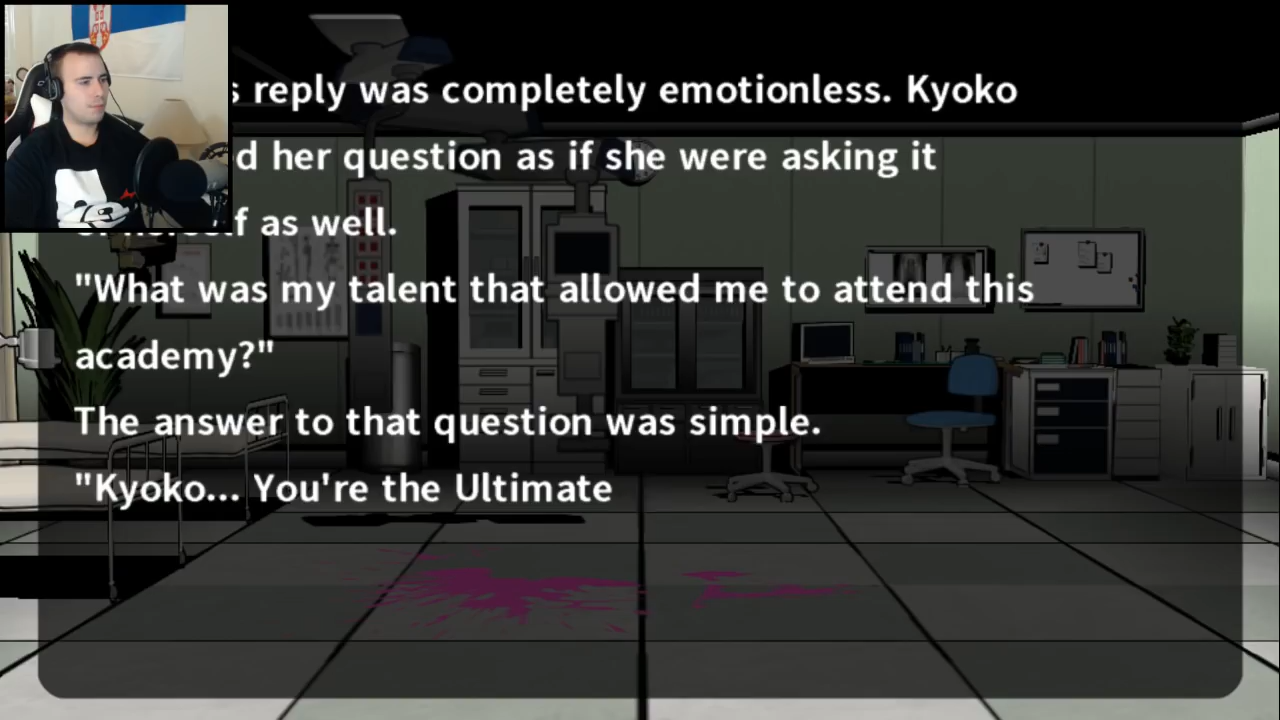 reply was completely emotionless. Kyoko
her question as if she were asking it
as well.
"What was my talent that allowed me to attend this
academy?"
The answer to that question was simple.
"Kyoko... You're the Ultimate